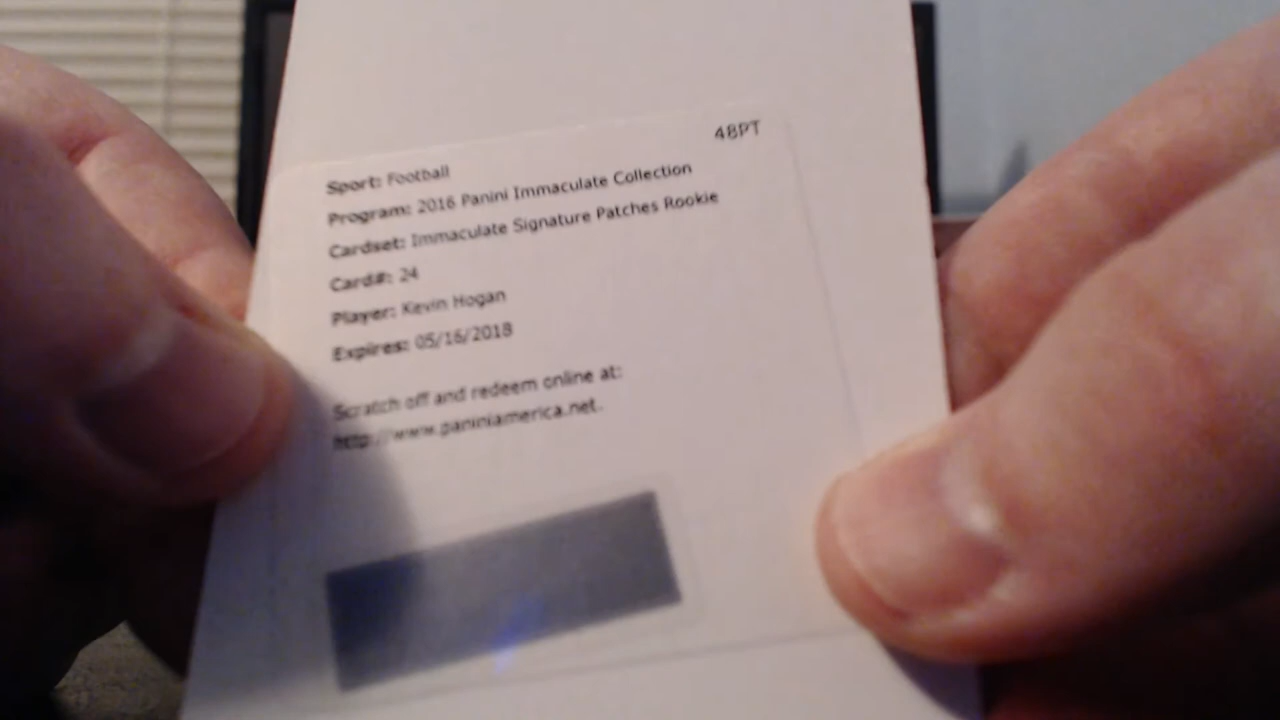 48PT
Sport: Football
Program: 2016 Panini Immaculate Collection
Cardset: Immaculate Signature Patches Rookie
Card#: 24
Player: Kevin Hogan
Expires: 05/16/2018
Scratch off and redeem online at:
http://www.paniniamerica.net.